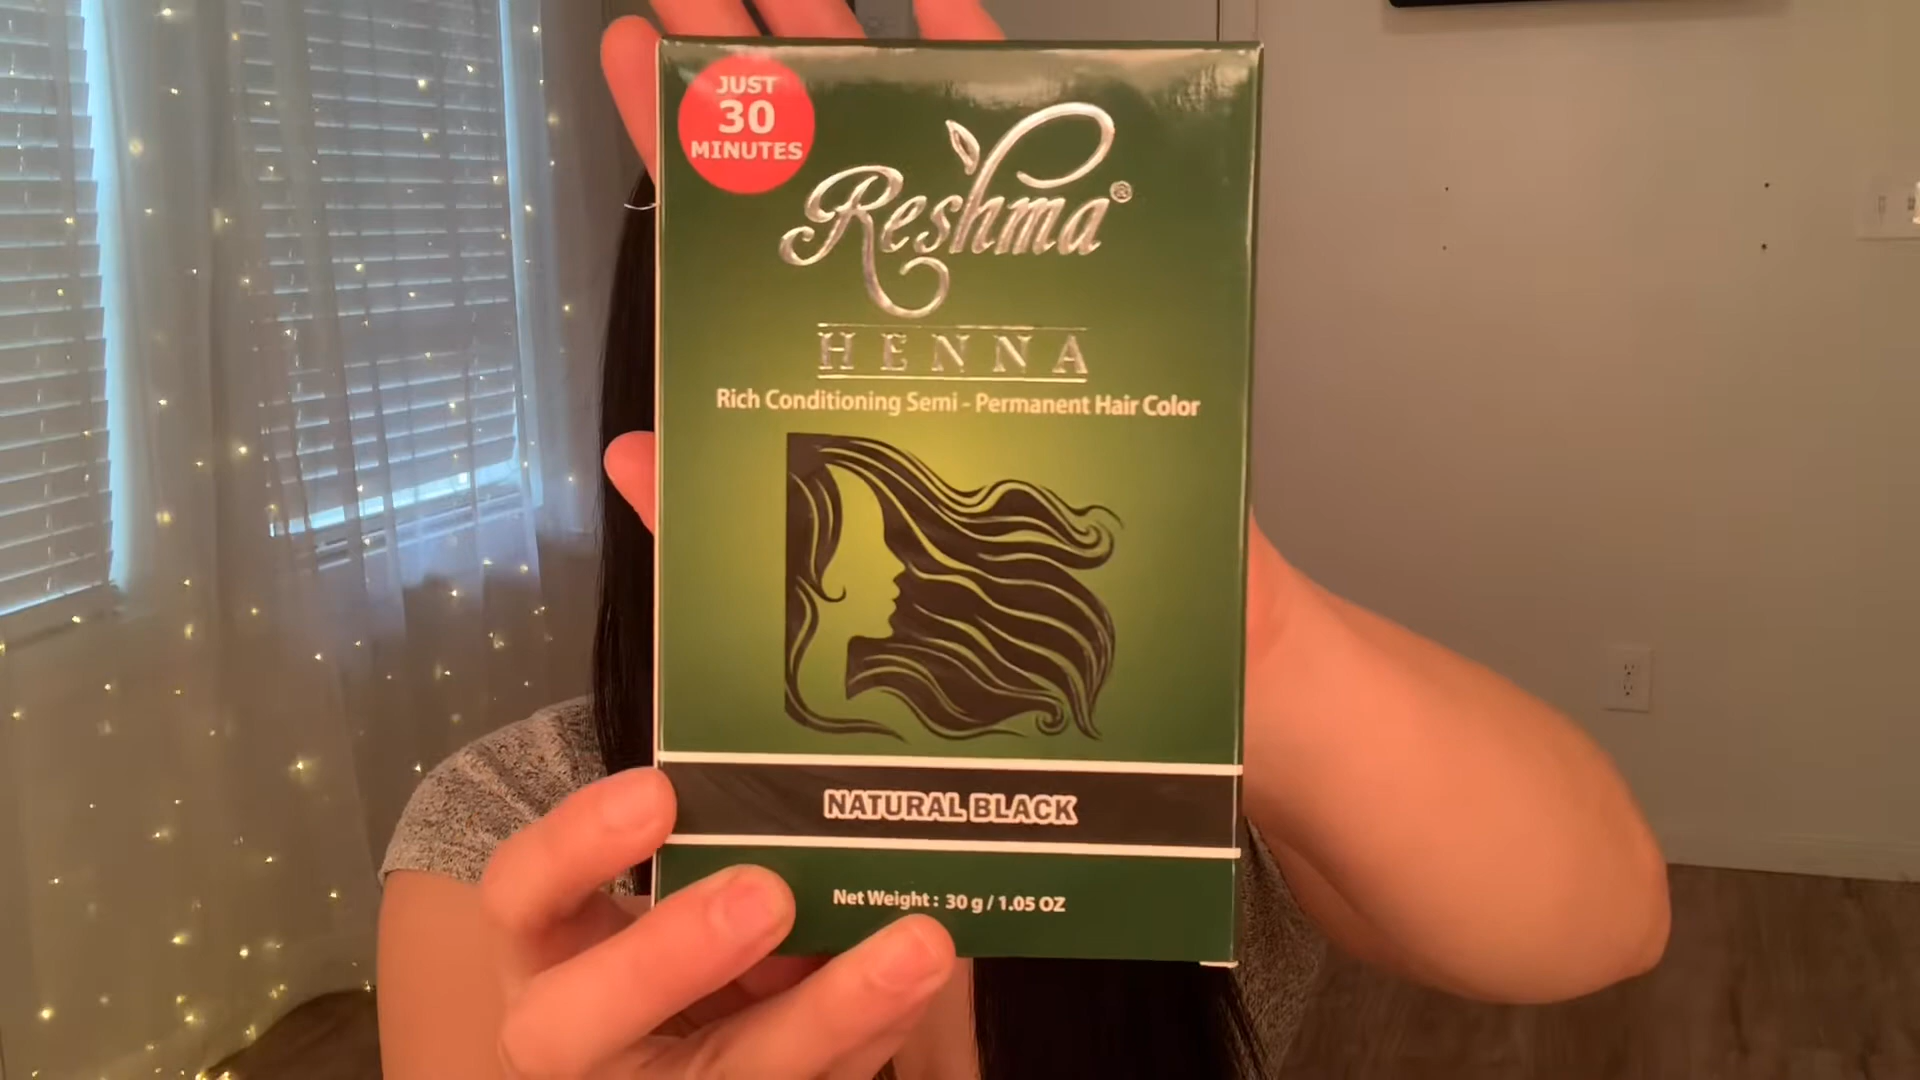 JUST
30
MINUTES
Reshma®
HENNA
Rich Conditioning Semi - Permanent Hair Color
NATURAL BLACK
Net Weight : 30 g / 1.05 OZ